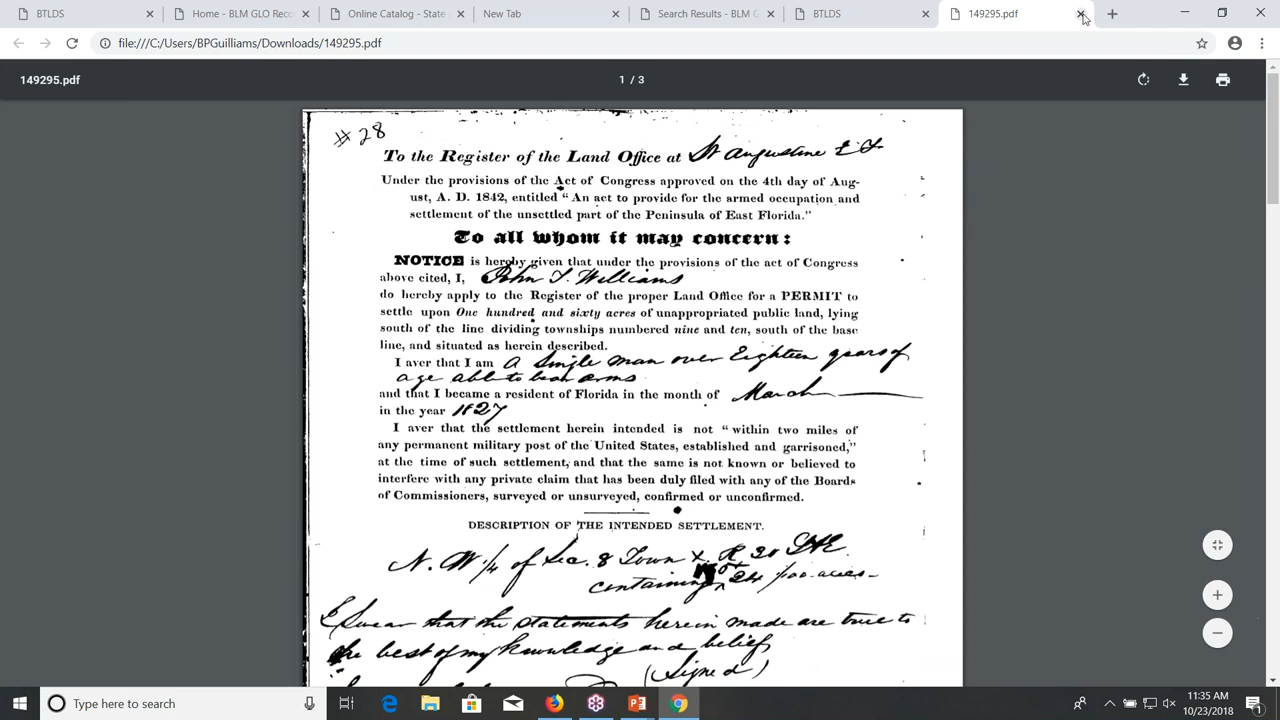 BTLDS
Home - BLM GLO Reco
Online Catalog - State
New Tab
Search Results - BLM G
BTLDS
149295.pdf
file:///C:/Users/BPGuilliams/Downloads/149295.pdf
149295.pdf
1 / 3
#28
To the Register of the Land Office at St Augustine E F
Under the provisions of the Act of Congress approved on the 4th day of Aug-
ust, A. D. 1842, entitled "An act to provide for the armed occupation and
settlement of the unsettled part of the Peninsula of East Florida."
To all whom it may concern:
NOTICE is hereby given that under the provisions of the act of Congress
above cited, I, John T. Williams
do hereby apply to the Register of the proper Land Office for a PERMIT to
settle upon One hundred and sixty acres of unappropriated public land, lying
south of the line dividing townships numbered nine and ten, south of the base
line, and situated as herein described.
I aver that I am a Single man over Eighteen years of
age able to bear arms
and that I became a resident of Florida in the month of March
in the year 1827
I aver that the settlement herein intended is not "within two miles of
any permanent military post of the United States, established and garrisoned,"
at the time of such settlement, and that the same is not known or believed to
interfere with any private claim that has been duly filed with any of the Boards
of Commissioners, surveyed or unsurveyed, confirmed or unconfirmed.
DESCRIPTION OF THE INTENDED SETTLEMENT.
N. W 1/4 of Sec. 8 Town X. R 20 S&E
containing 24/100 acres
I Swear that the statements herein made are true to
the best of my knowledge and belief
(Signed)
Type here to search
11:35 AM
10/23/2018
1